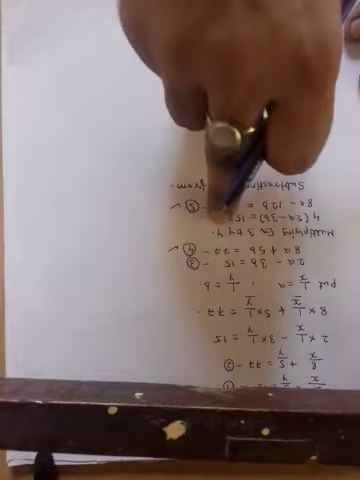 8/x + 5/y = 77 - ②
2 × 1/x - 3 × 1/y = 15
8 × 1/x + 5 × 1/y = 77.
Put 1/x = a , 1/y = b.
2a - 3b = 15 - ③
8a + 5b = 77 - ④ ✓
Multiplying Eq. 3 by 4.
4(2a - 3b) = 15
8a - 12b = - ⑤ ✓
Subtracting from